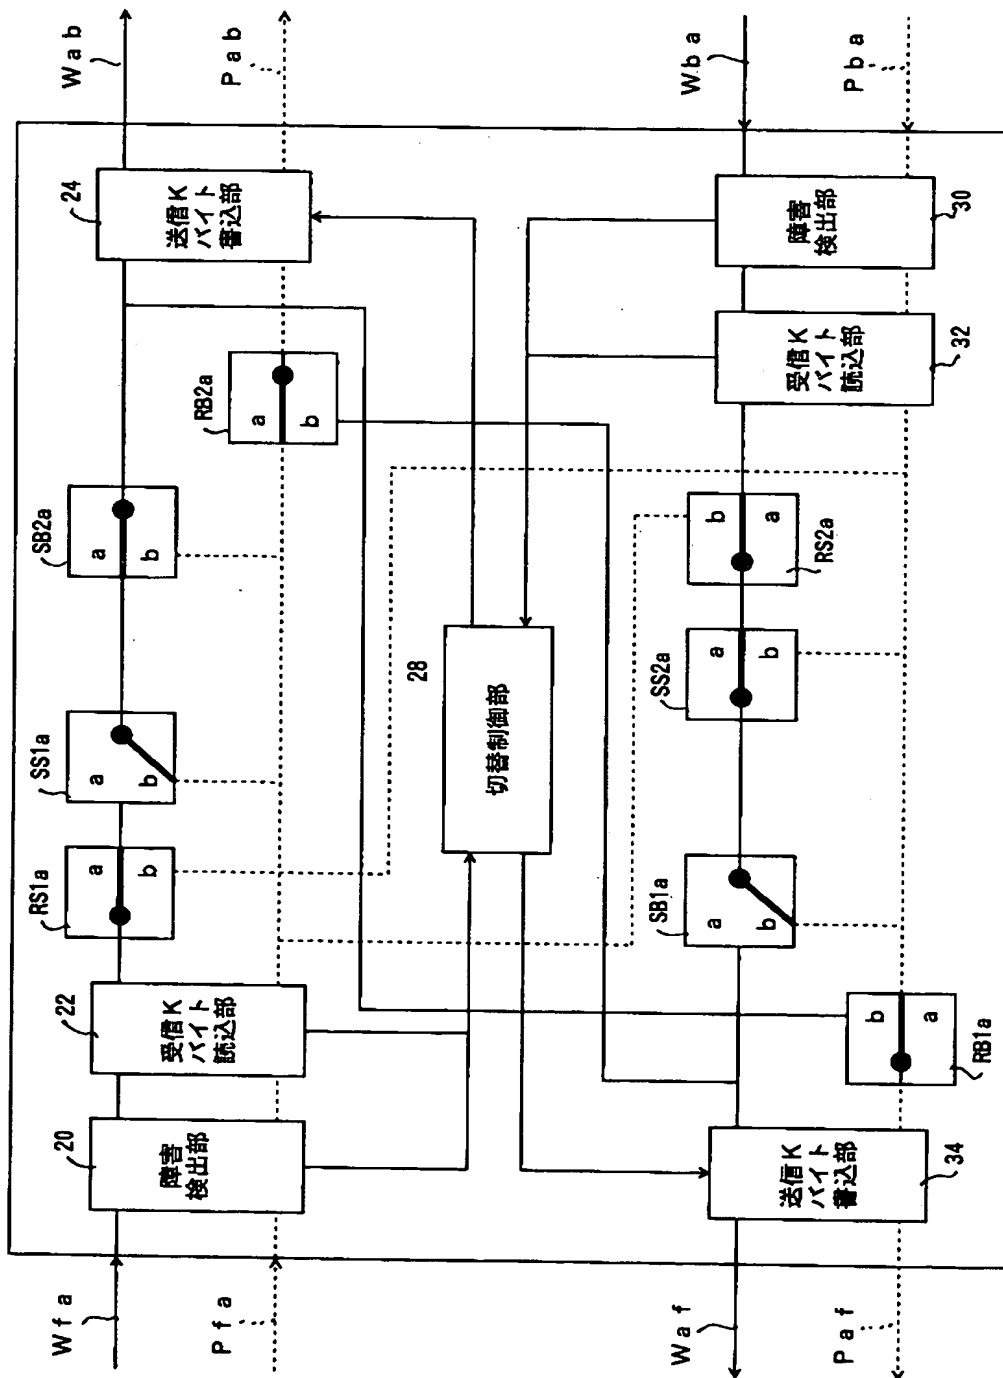 Wfa
Pfa
20
障害
検出部
22
受信K
バイト
読込部
RS1a
a
b
SS1a
a
b
SB2a
a
b
RB2a
a
b
24
送信K
バイト
書込部
Wab
Pab
28
切替制御部
Waf
Paf
34
送信K
バイト
書込部
RB1a
b
a
SB1a
a
b
SS2a
a
b
RS2a
b
a
32
受信K
バイト
読込部
30
障害
検出部
Wba
Pba